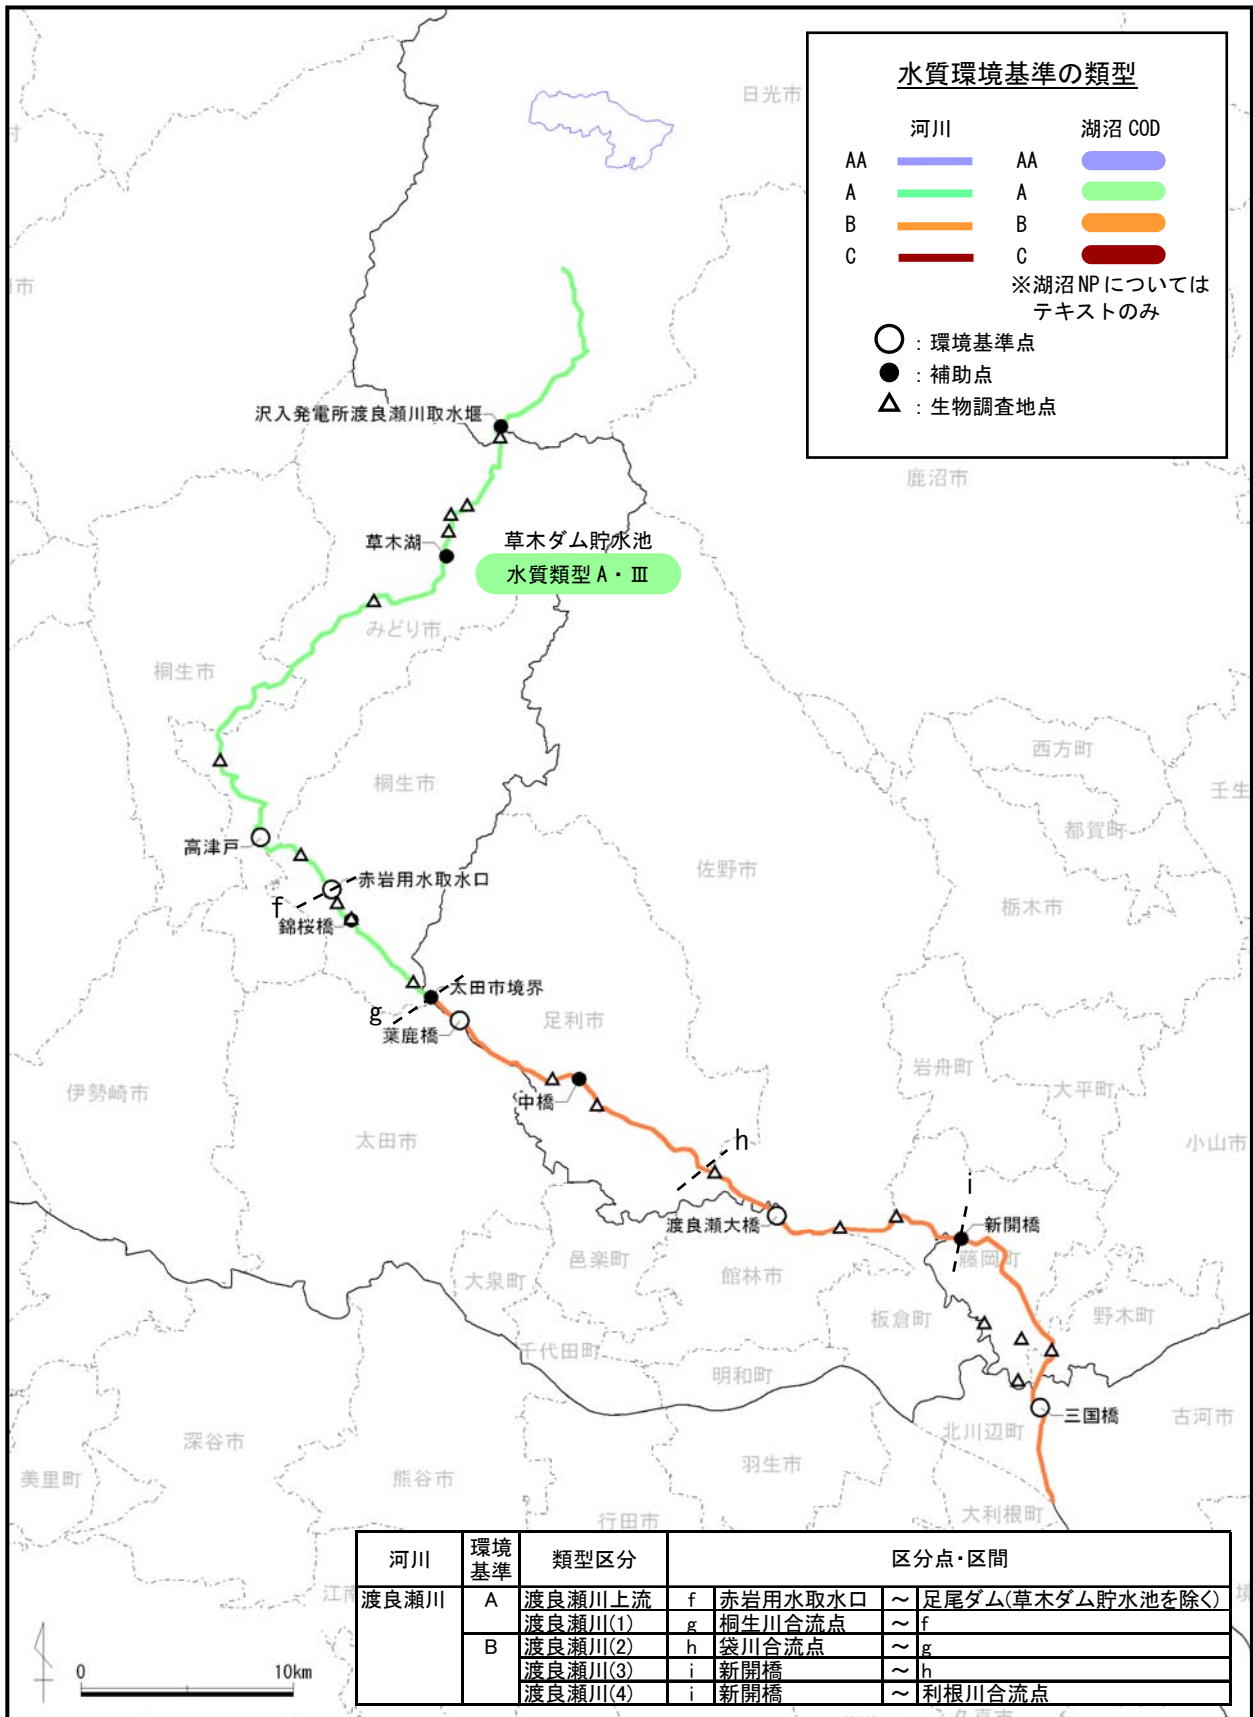 水質環境基準の類型
河川
湖沼 COD
AA
AA
A
A
B
B
C
C
※湖沼 NP については
テキストのみ
：環境基準点
：補助点
：生物調査地点
日光市
沢入発電所渡良瀬川取水堰
鹿沼市
草木湖
草木ダム貯水池
水質類型 A・Ⅲ
みどり市
桐生市
西方町
桐生市
壬生
都賀町
高津戸
佐野市
赤岩用水取水口
f
栃木市
錦桜橋
太田市境界
g
足利市
葉鹿橋
岩舟町
伊勢崎市
大平町
中橋
太田市
h
小山市
i
渡良瀬大橋
新開橋
邑楽町
藤岡町
大泉町
館林市
板倉町
野木町
千代田町
明和町
三国橋
古河市
北川辺町
深谷市
羽生市
美里町
熊谷市
大利根町
行田市
河川 環境基準 類型区分 区分点・区間
渡良瀬川 A 渡良瀬川上流 f 赤岩用水取水口 ～ 足尾ダム(草木ダム貯水池を除く)
渡良瀬川(1) g 桐生川合流点 ～ f
B 渡良瀬川(2) h 袋川合流点 ～ g
渡良瀬川(3) i 新開橋 ～ h
渡良瀬川(4) i 新開橋 ～ 利根川合流点
0 10km